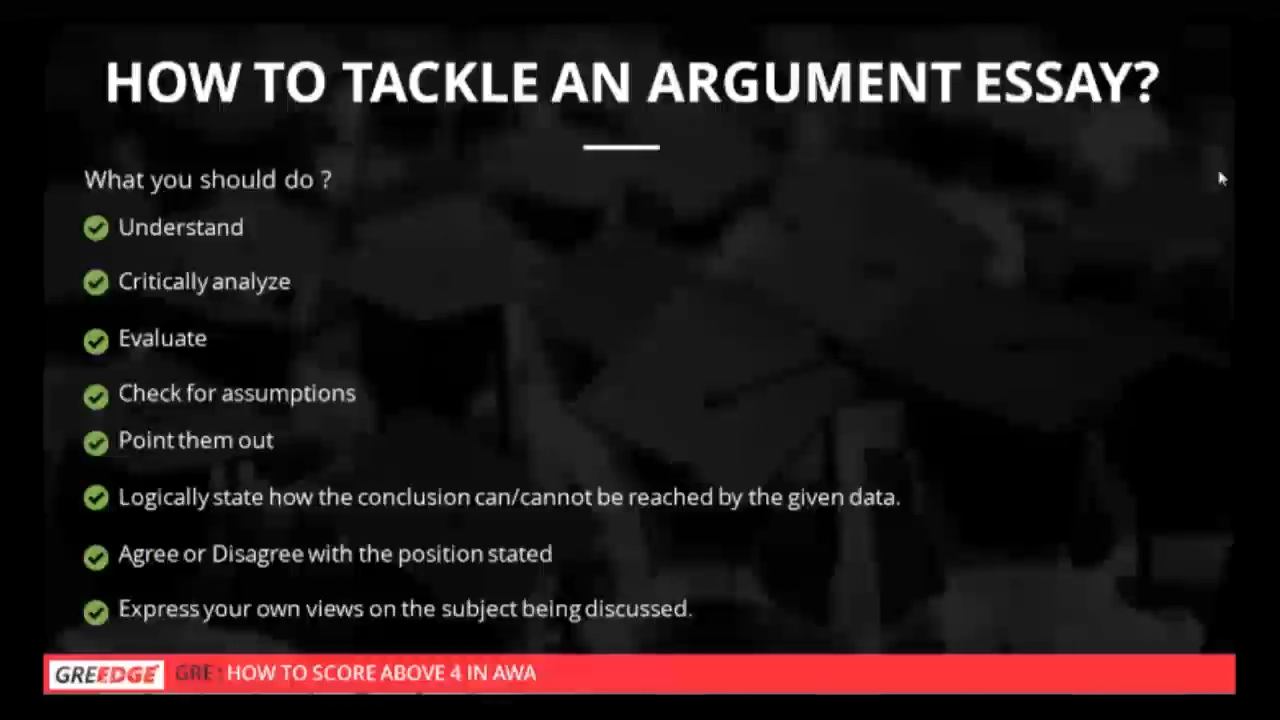 HOW TO TACKLE AN ARGUMENT ESSAY?
What you should do ?
Understand
Critically analyze
Evaluate
Check for assumptions
Point them out
Logically state how the conclusion can/cannot be reached by the given data.
Agree or Disagree with the position stated
Express your own views on the subject being discussed.
GREEDGE GRE : HOW TO SCORE ABOVE 4 IN AWA